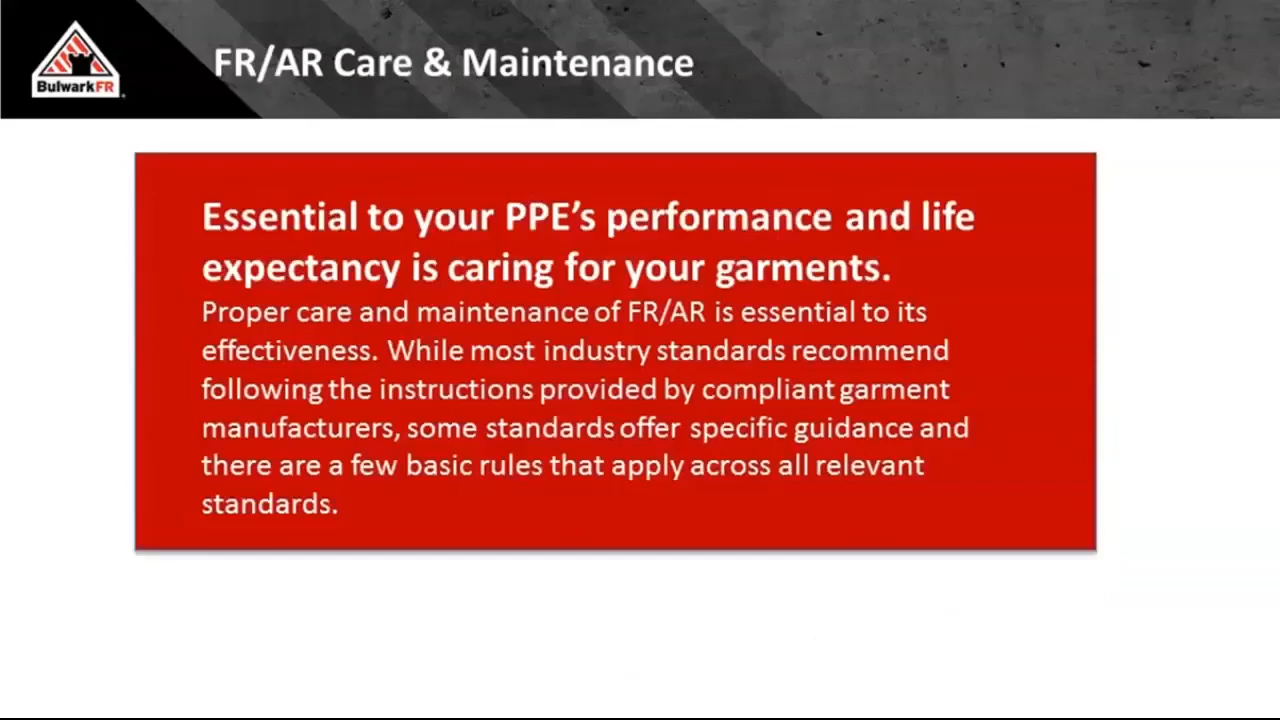 BulwarkFR
FR/AR Care & Maintenance
Essential to your PPE’s performance and life
expectancy is caring for your garments.
Proper care and maintenance of FR/AR is essential to its
effectiveness. While most industry standards recommend
following the instructions provided by compliant garment
manufacturers, some standards offer specific guidance and
there are a few basic rules that apply across all relevant
standards.